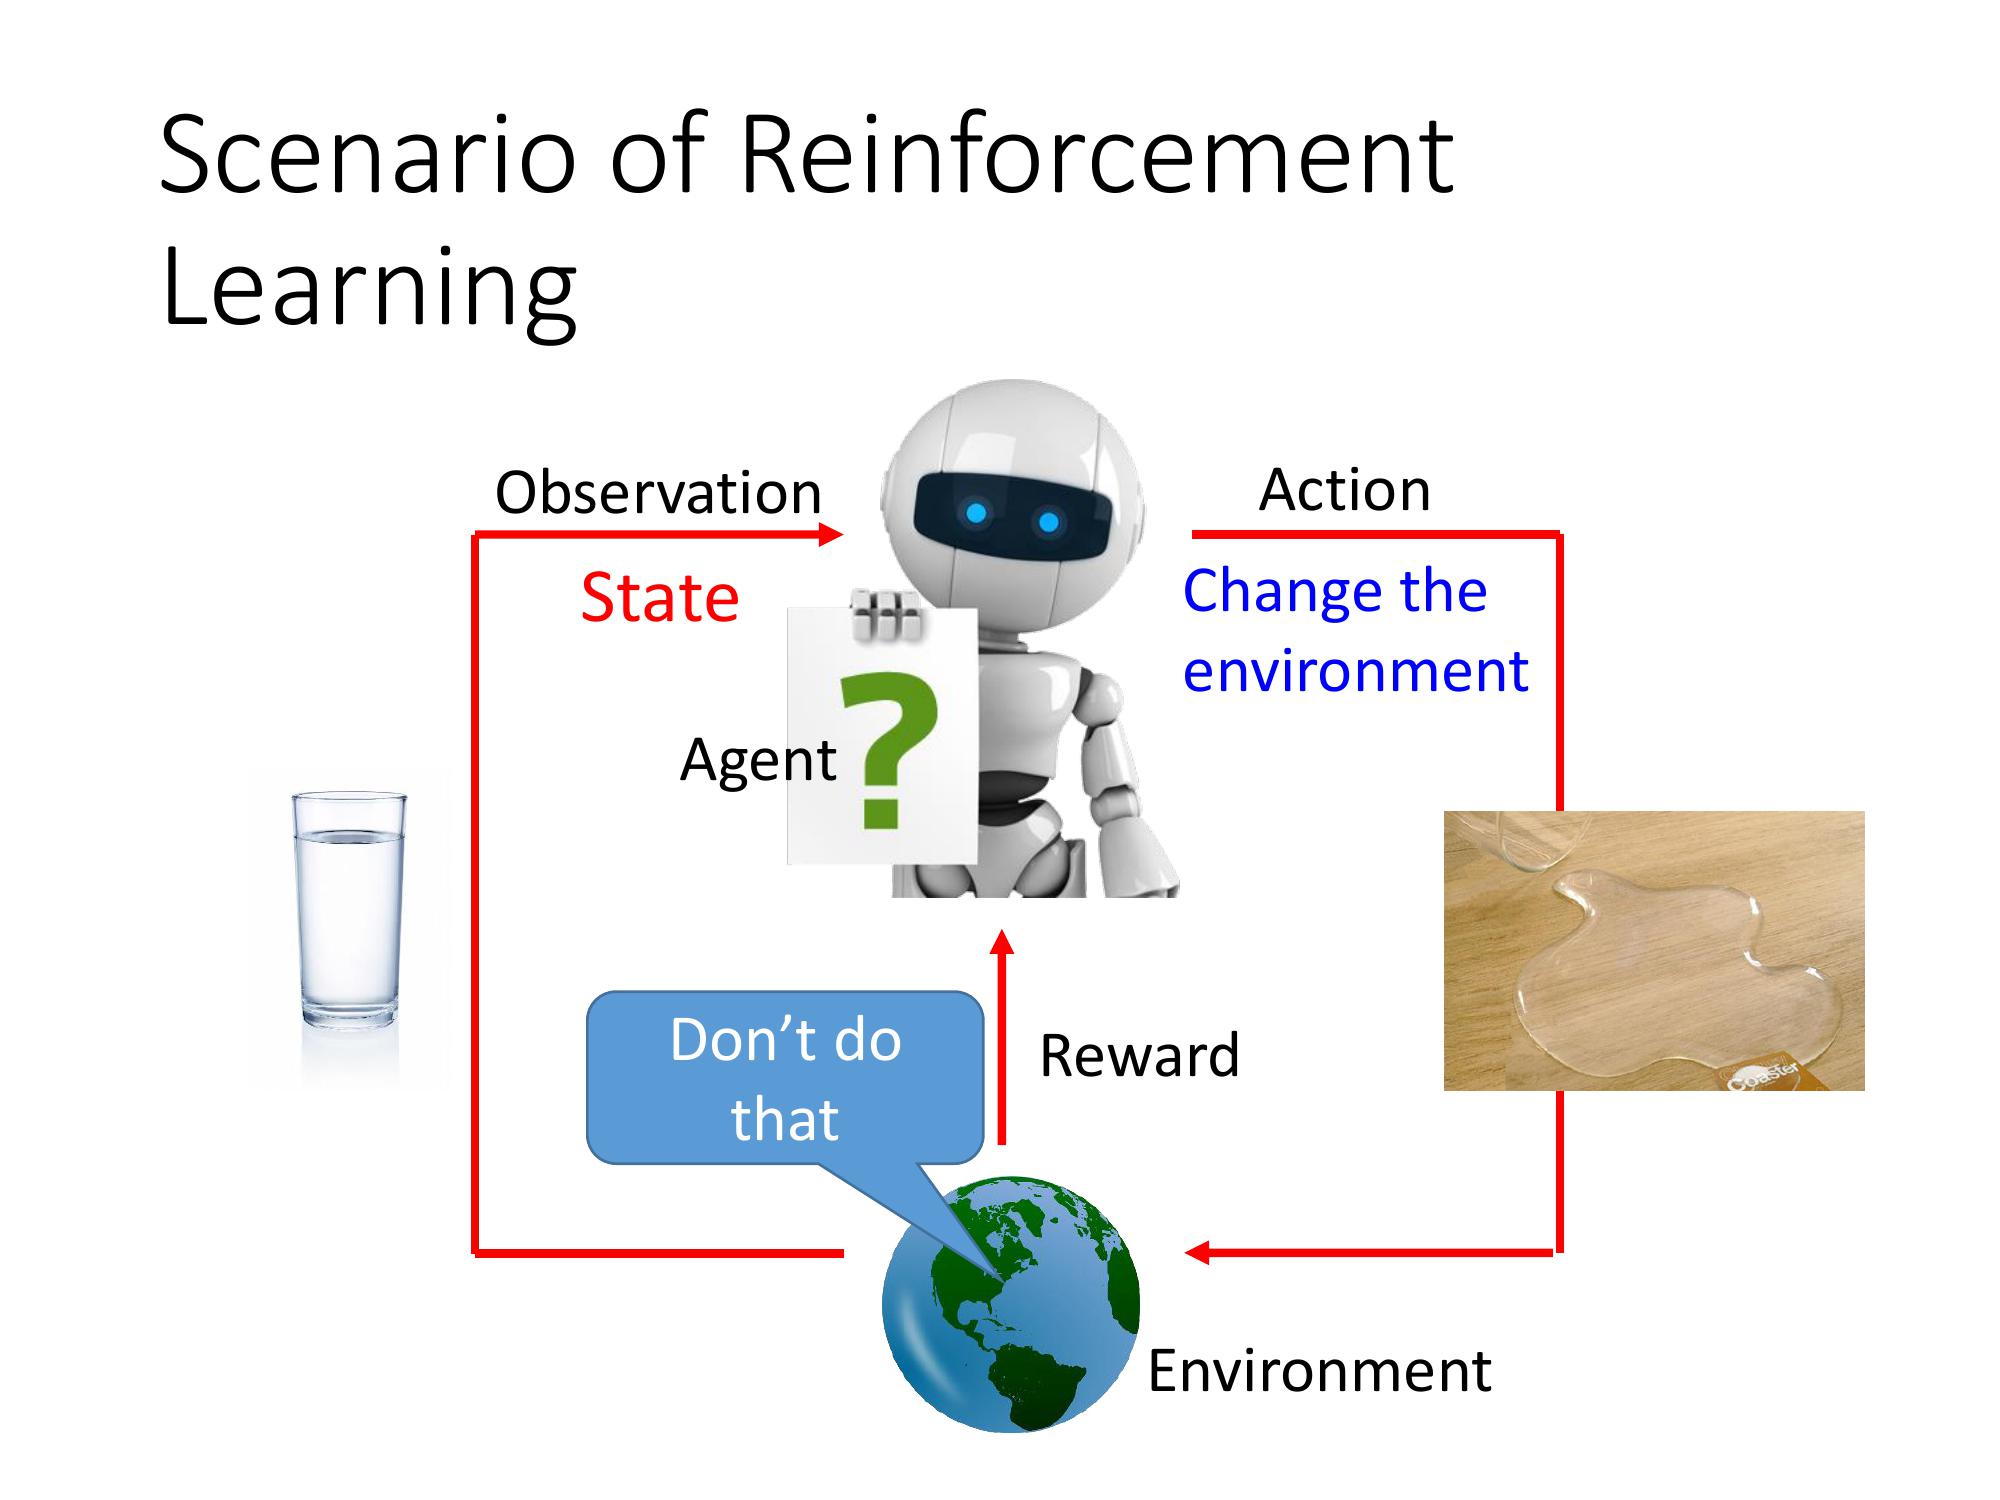 Scenario of Reinforcement
Learning
Observation
Action
State
Change the
environment
Agent
?
Don’t do
that
Reward
Coaster
Environment